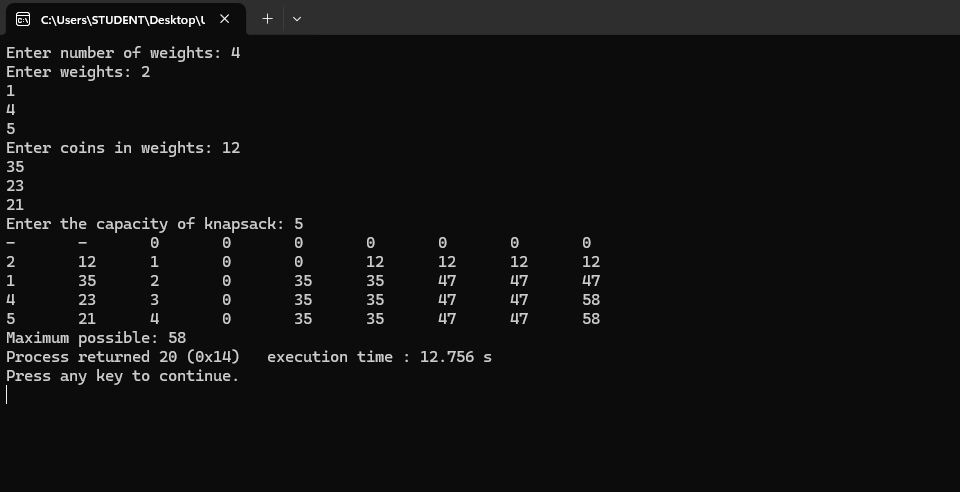 C:\Users\STUDENT\Desktop\U
Enter number of weights: 4
Enter weights: 2
1
4
5
Enter coins in weights: 12
35
23
21
Enter the capacity of knapsack: 5
- - 0 0 0 0 0 0 0
2 12 1 0 0 12 12 12 12
1 35 2 0 35 35 47 47 47
4 23 3 0 35 35 47 47 58
5 21 4 0 35 35 47 47 58
Maximum possible: 58
Process returned 20 (0x14) execution time : 12.756 s
Press any key to continue.